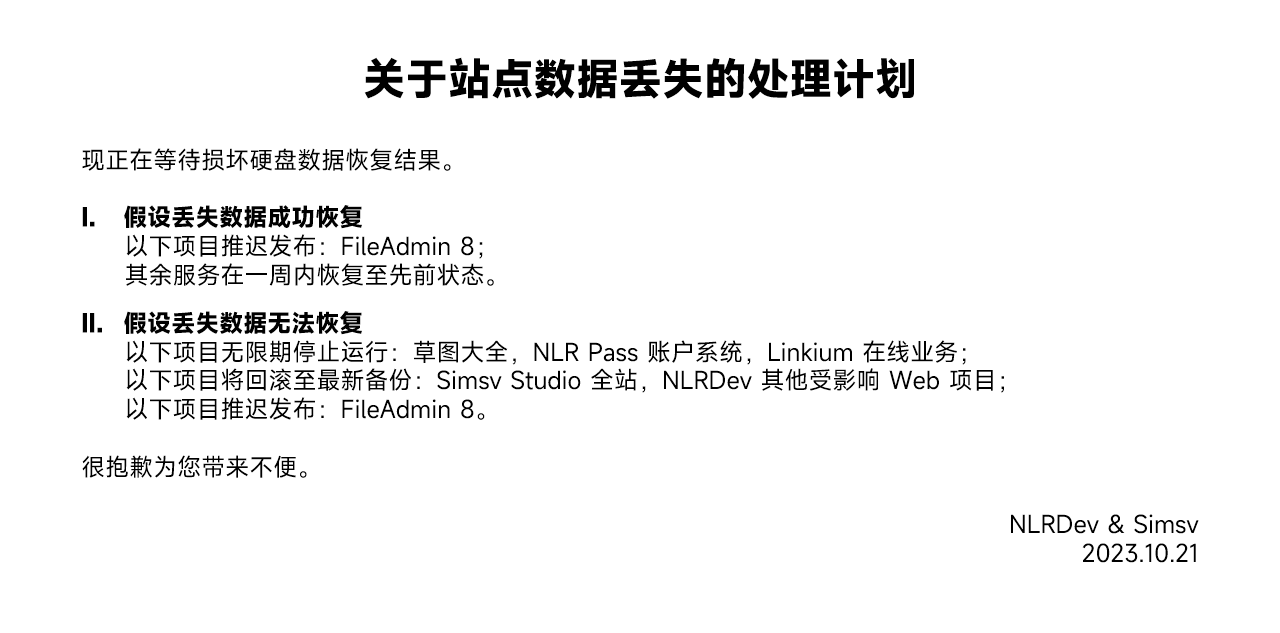 关于站点数据丢失的处理计划
现正在等待损坏硬盘数据恢复结果。
I. 假设丢失数据成功恢复
以下项目推迟发布：FileAdmin 8；
其余服务在一周内恢复至先前状态。
II. 假设丢失数据无法恢复
以下项目无限期停止运行：草图大全，NLR Pass 账户系统，Linkium 在线业务；
以下项目将回滚至最新备份：Simsv Studio 全站，NLRDev 其他受影响 Web 项目；
以下项目推迟发布：FileAdmin 8。
很抱歉为您带来不便。
NLRDev & Simsv
2023.10.21